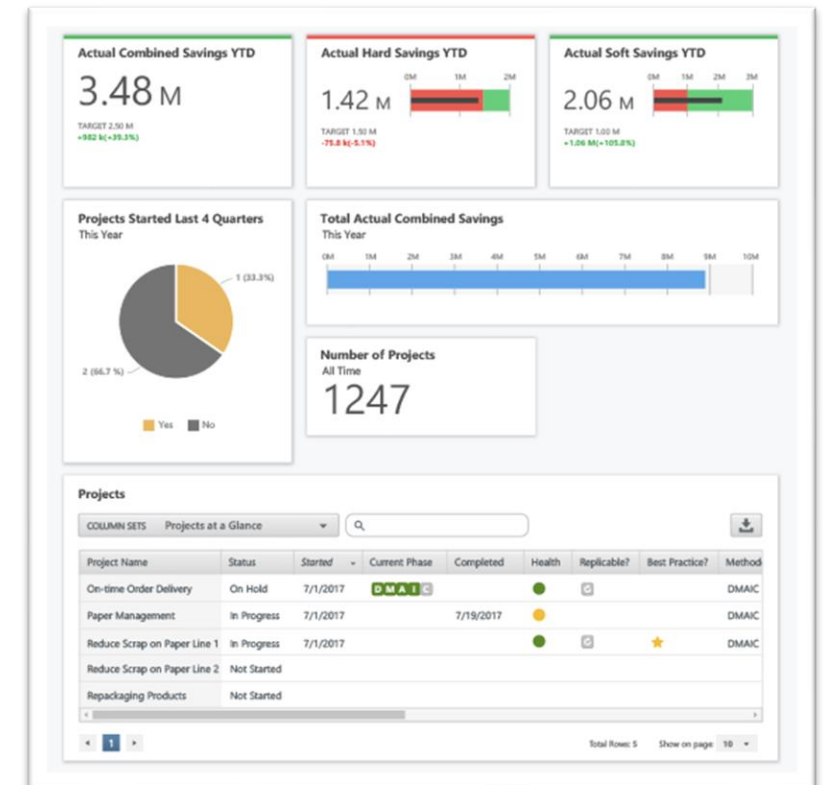 Actual Combined Savings YTD
3.48 M
TARGET 2.50 M
+982 k(+39.3%)
Actual Hard Savings YTD
0M 1M 2M
1.42 M
TARGET 1.50 M
-75.8 k(-5.1%)
Actual Soft Savings YTD
0M 1M 2M 3M
2.06 M
TARGET 1.00 M
+1.06 M(+105.8%)
Projects Started Last 4 Quarters
This Year
1 (33.3%)
2 (66.7 %)
Yes No
Total Actual Combined Savings
This Year
0M 1M 2M 3M 4M 5M 6M 7M 8M 9M 10M
Number of Projects
All Time
1247
Projects
COLUMN SETS Projects at a Glance
Project Name Status Started Current Phase Completed Health Replicable? Best Practice? Method
On-time Order Delivery On Hold 7/1/2017 D M A I C DMAIC
Paper Management In Progress 7/1/2017 7/19/2017 DMAIC
Reduce Scrap on Paper Line 1 In Progress 7/1/2017 DMAIC
Reduce Scrap on Paper Line 2 Not Started
Repackaging Products Not Started
1 Total Rows: 5 Show on page 10